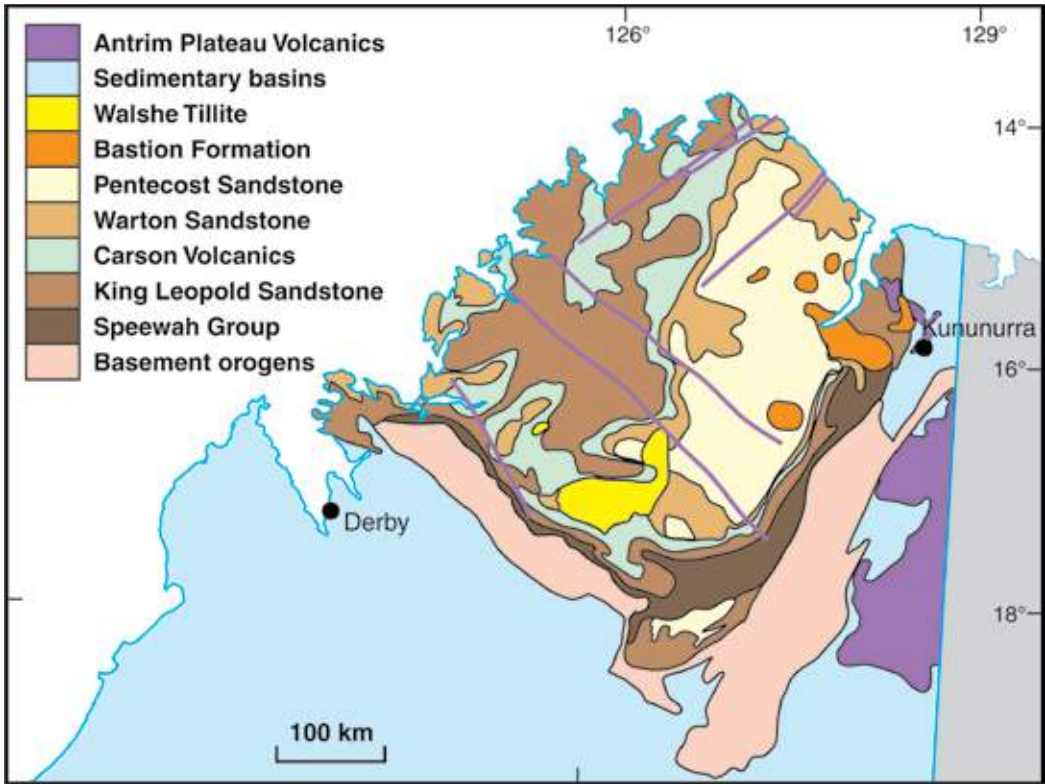 126°
129°
Antrim Plateau Volcanics
Sedimentary basins
Walshe Tillite
Bastion Formation
Pentecost Sandstone
Warton Sandstone
Carson Volcanics
King Leopold Sandstone
Speewah Group
Basement orogens
14°
Kununurra
16°
Derby
18°
100 km